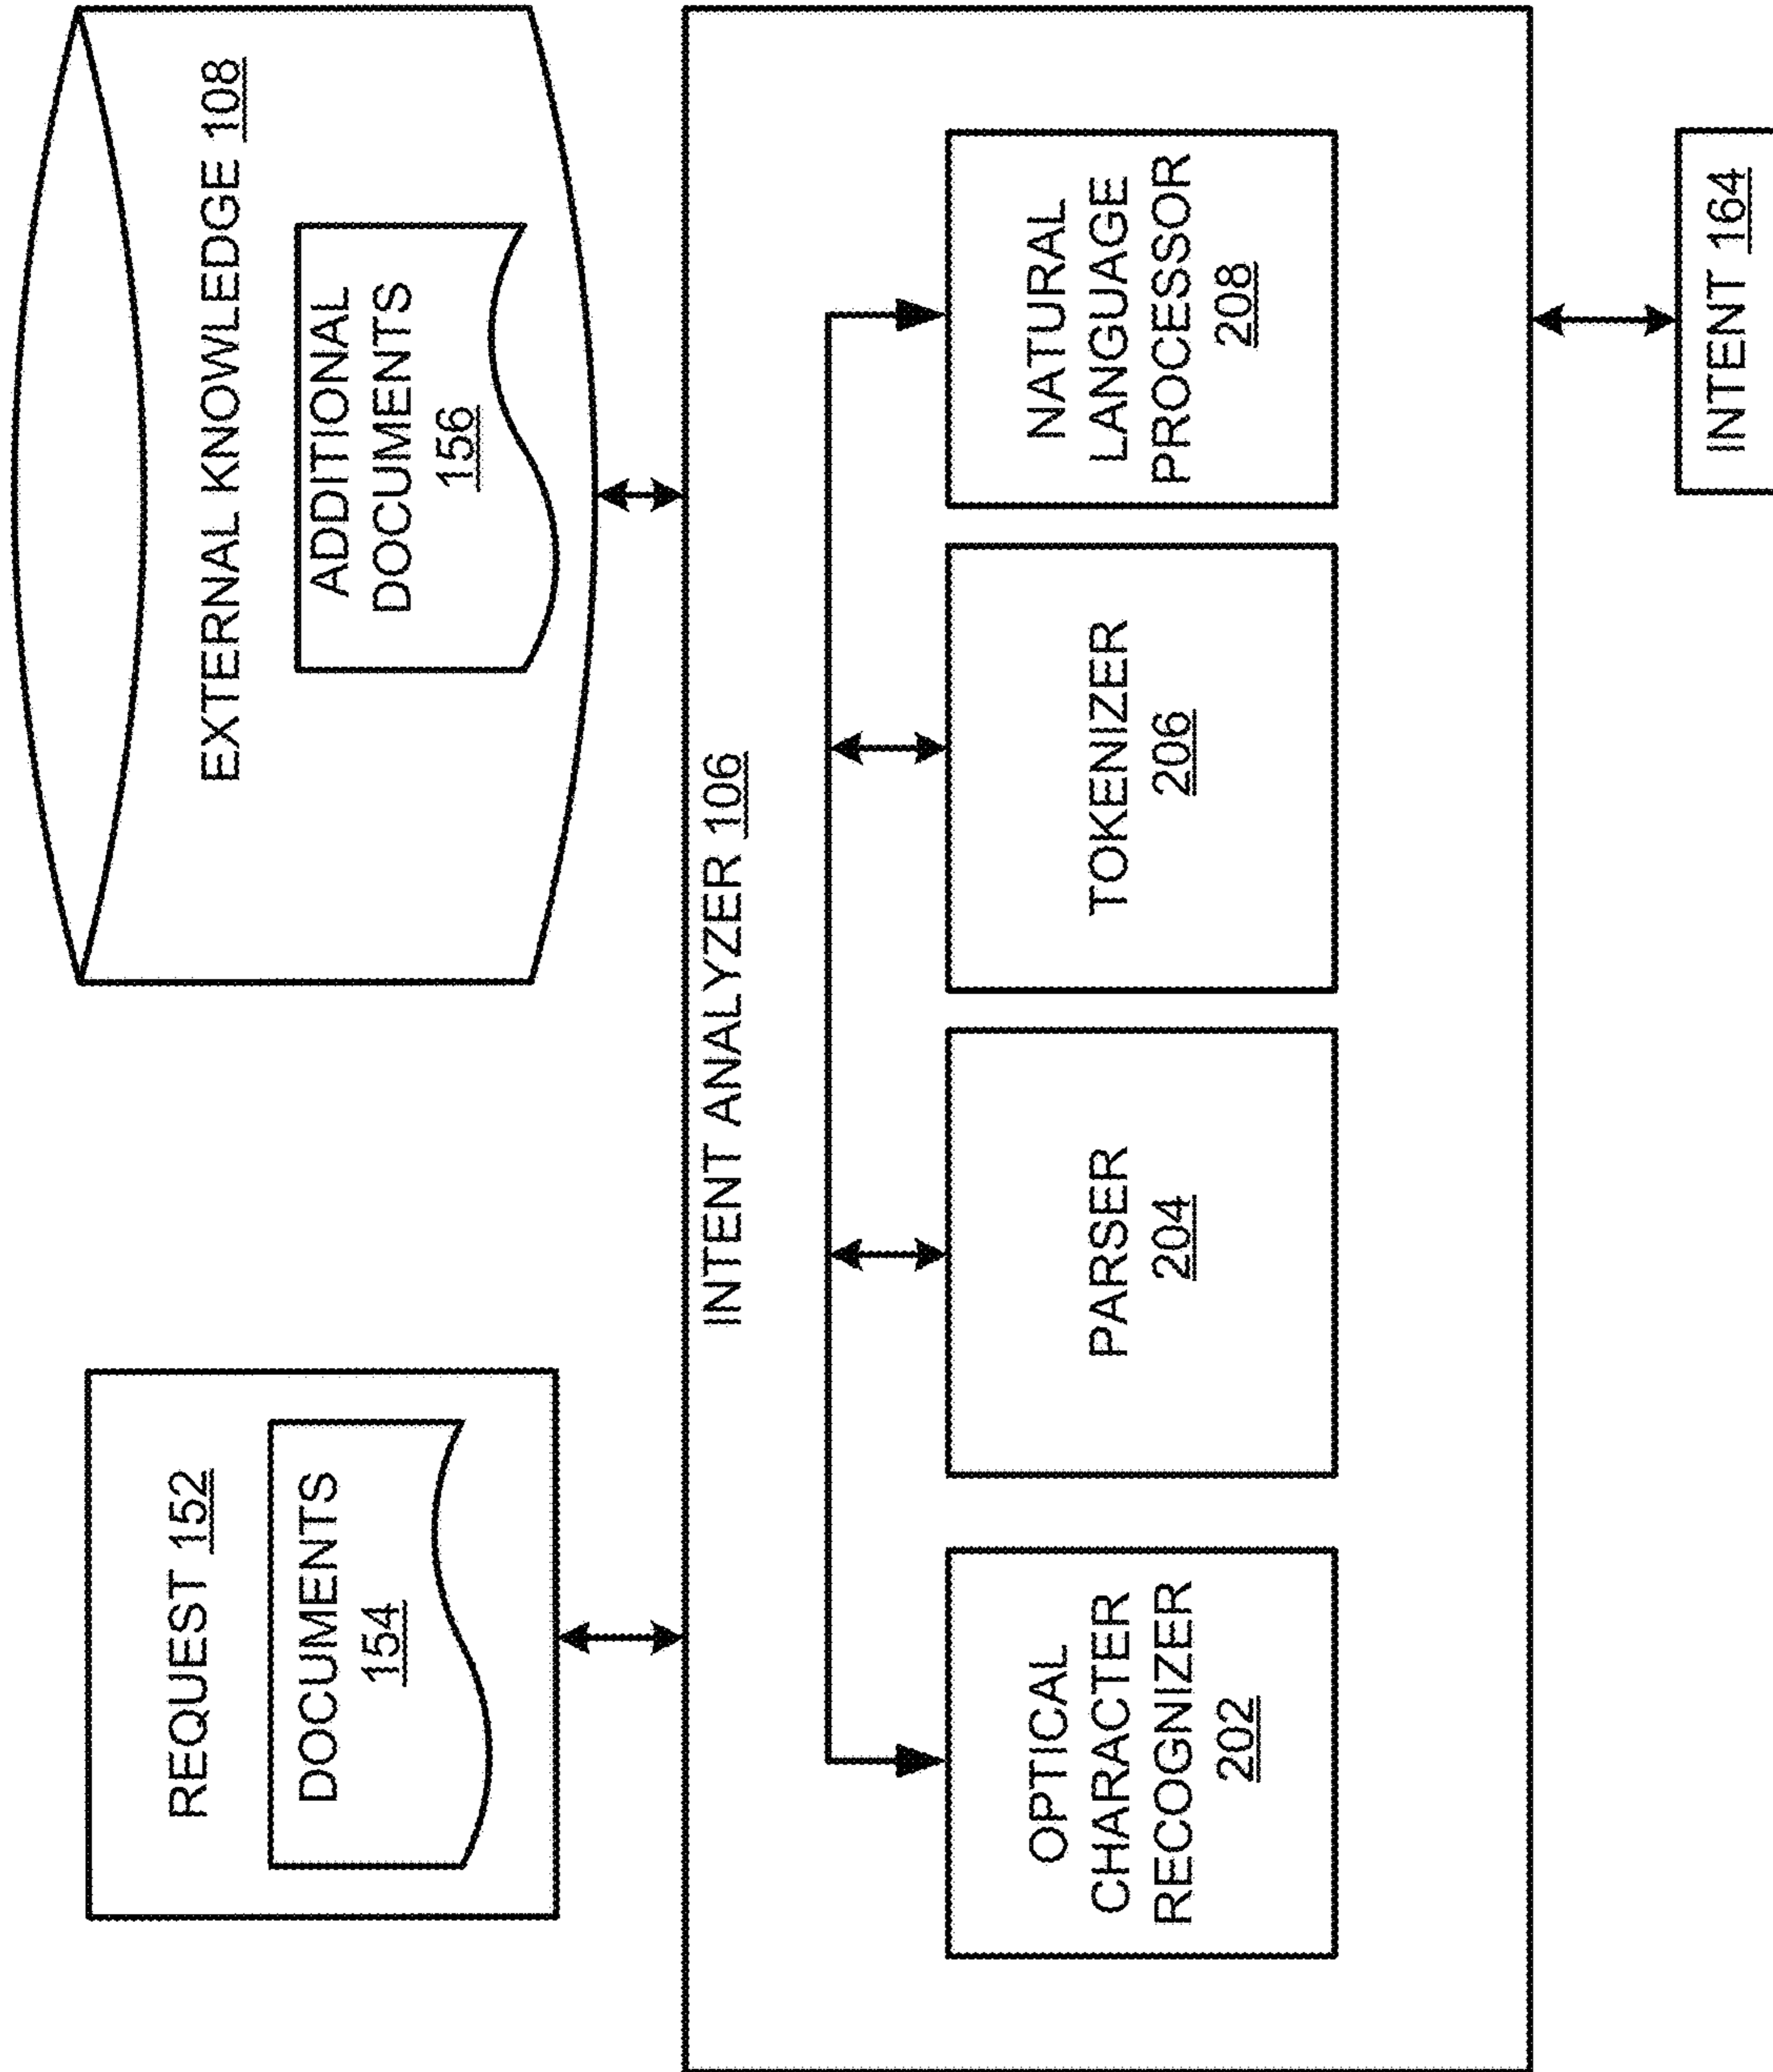 REQUEST 152
DOCUMENTS
154
EXTERNAL KNOWLEDGE 108
ADDITIONAL
DOCUMENTS
156
INTENT ANALYZER 106
OPTICAL
CHARACTER
RECOGNIZER
202
PARSER
204
TOKENIZER
206
NATURAL
LANGUAGE
PROCESSOR
208
INTENT 164